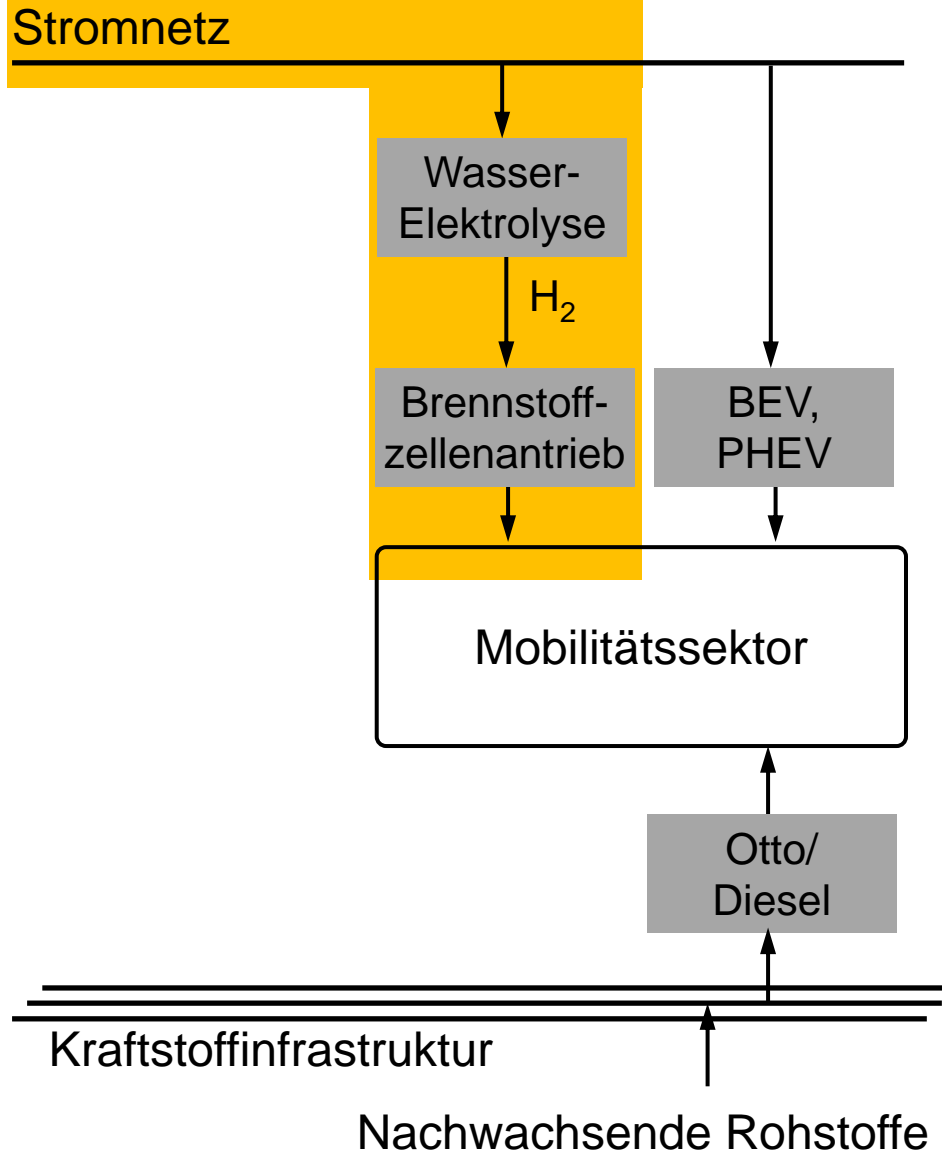 Stromnetz
Wasser-
Elektrolyse
H₂
Brennstoff-
zellenantrieb
BEV,
PHEV
Mobilitätssektor
Otto/
Diesel
Kraftstoffinfrastruktur
Nachwachsende Rohstoffe